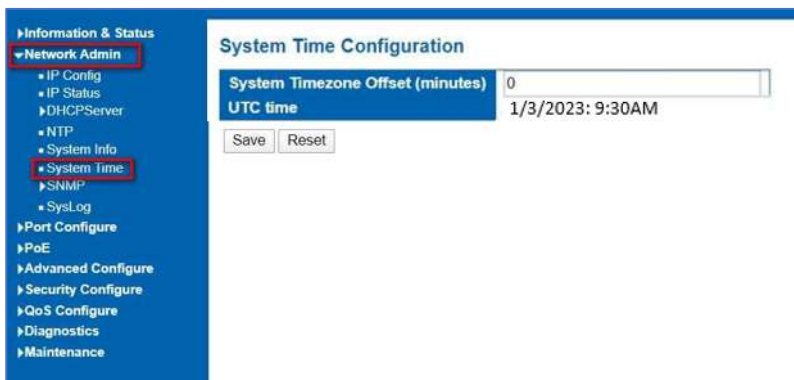 Information & Status
Network Admin
IP Config
IP Status
DHCPServer
NTP
System Info
System Time
SNMP
SysLog
Port Configure
PoE
Advanced Configure
Security Configure
QoS Configure
Diagnostics
Maintenance
System Time Configuration
System Timezone Offset (minutes) 0
UTC time 1/3/2023: 9:30AM
Save Reset